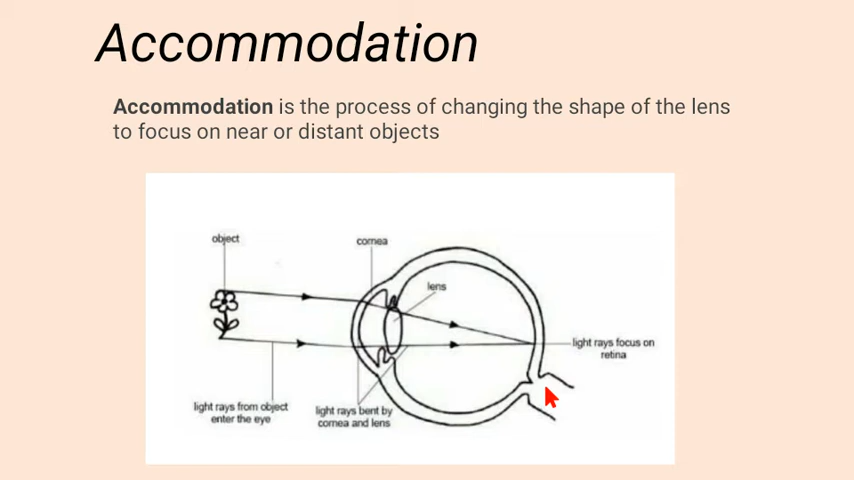 Accommodation
Accommodation is the process of changing the shape of the lens
to focus on near or distant objects
object
cornea
lens
light rays focus on
retina
light rays from object
enter the eye
light rays bent by
cornea and lens